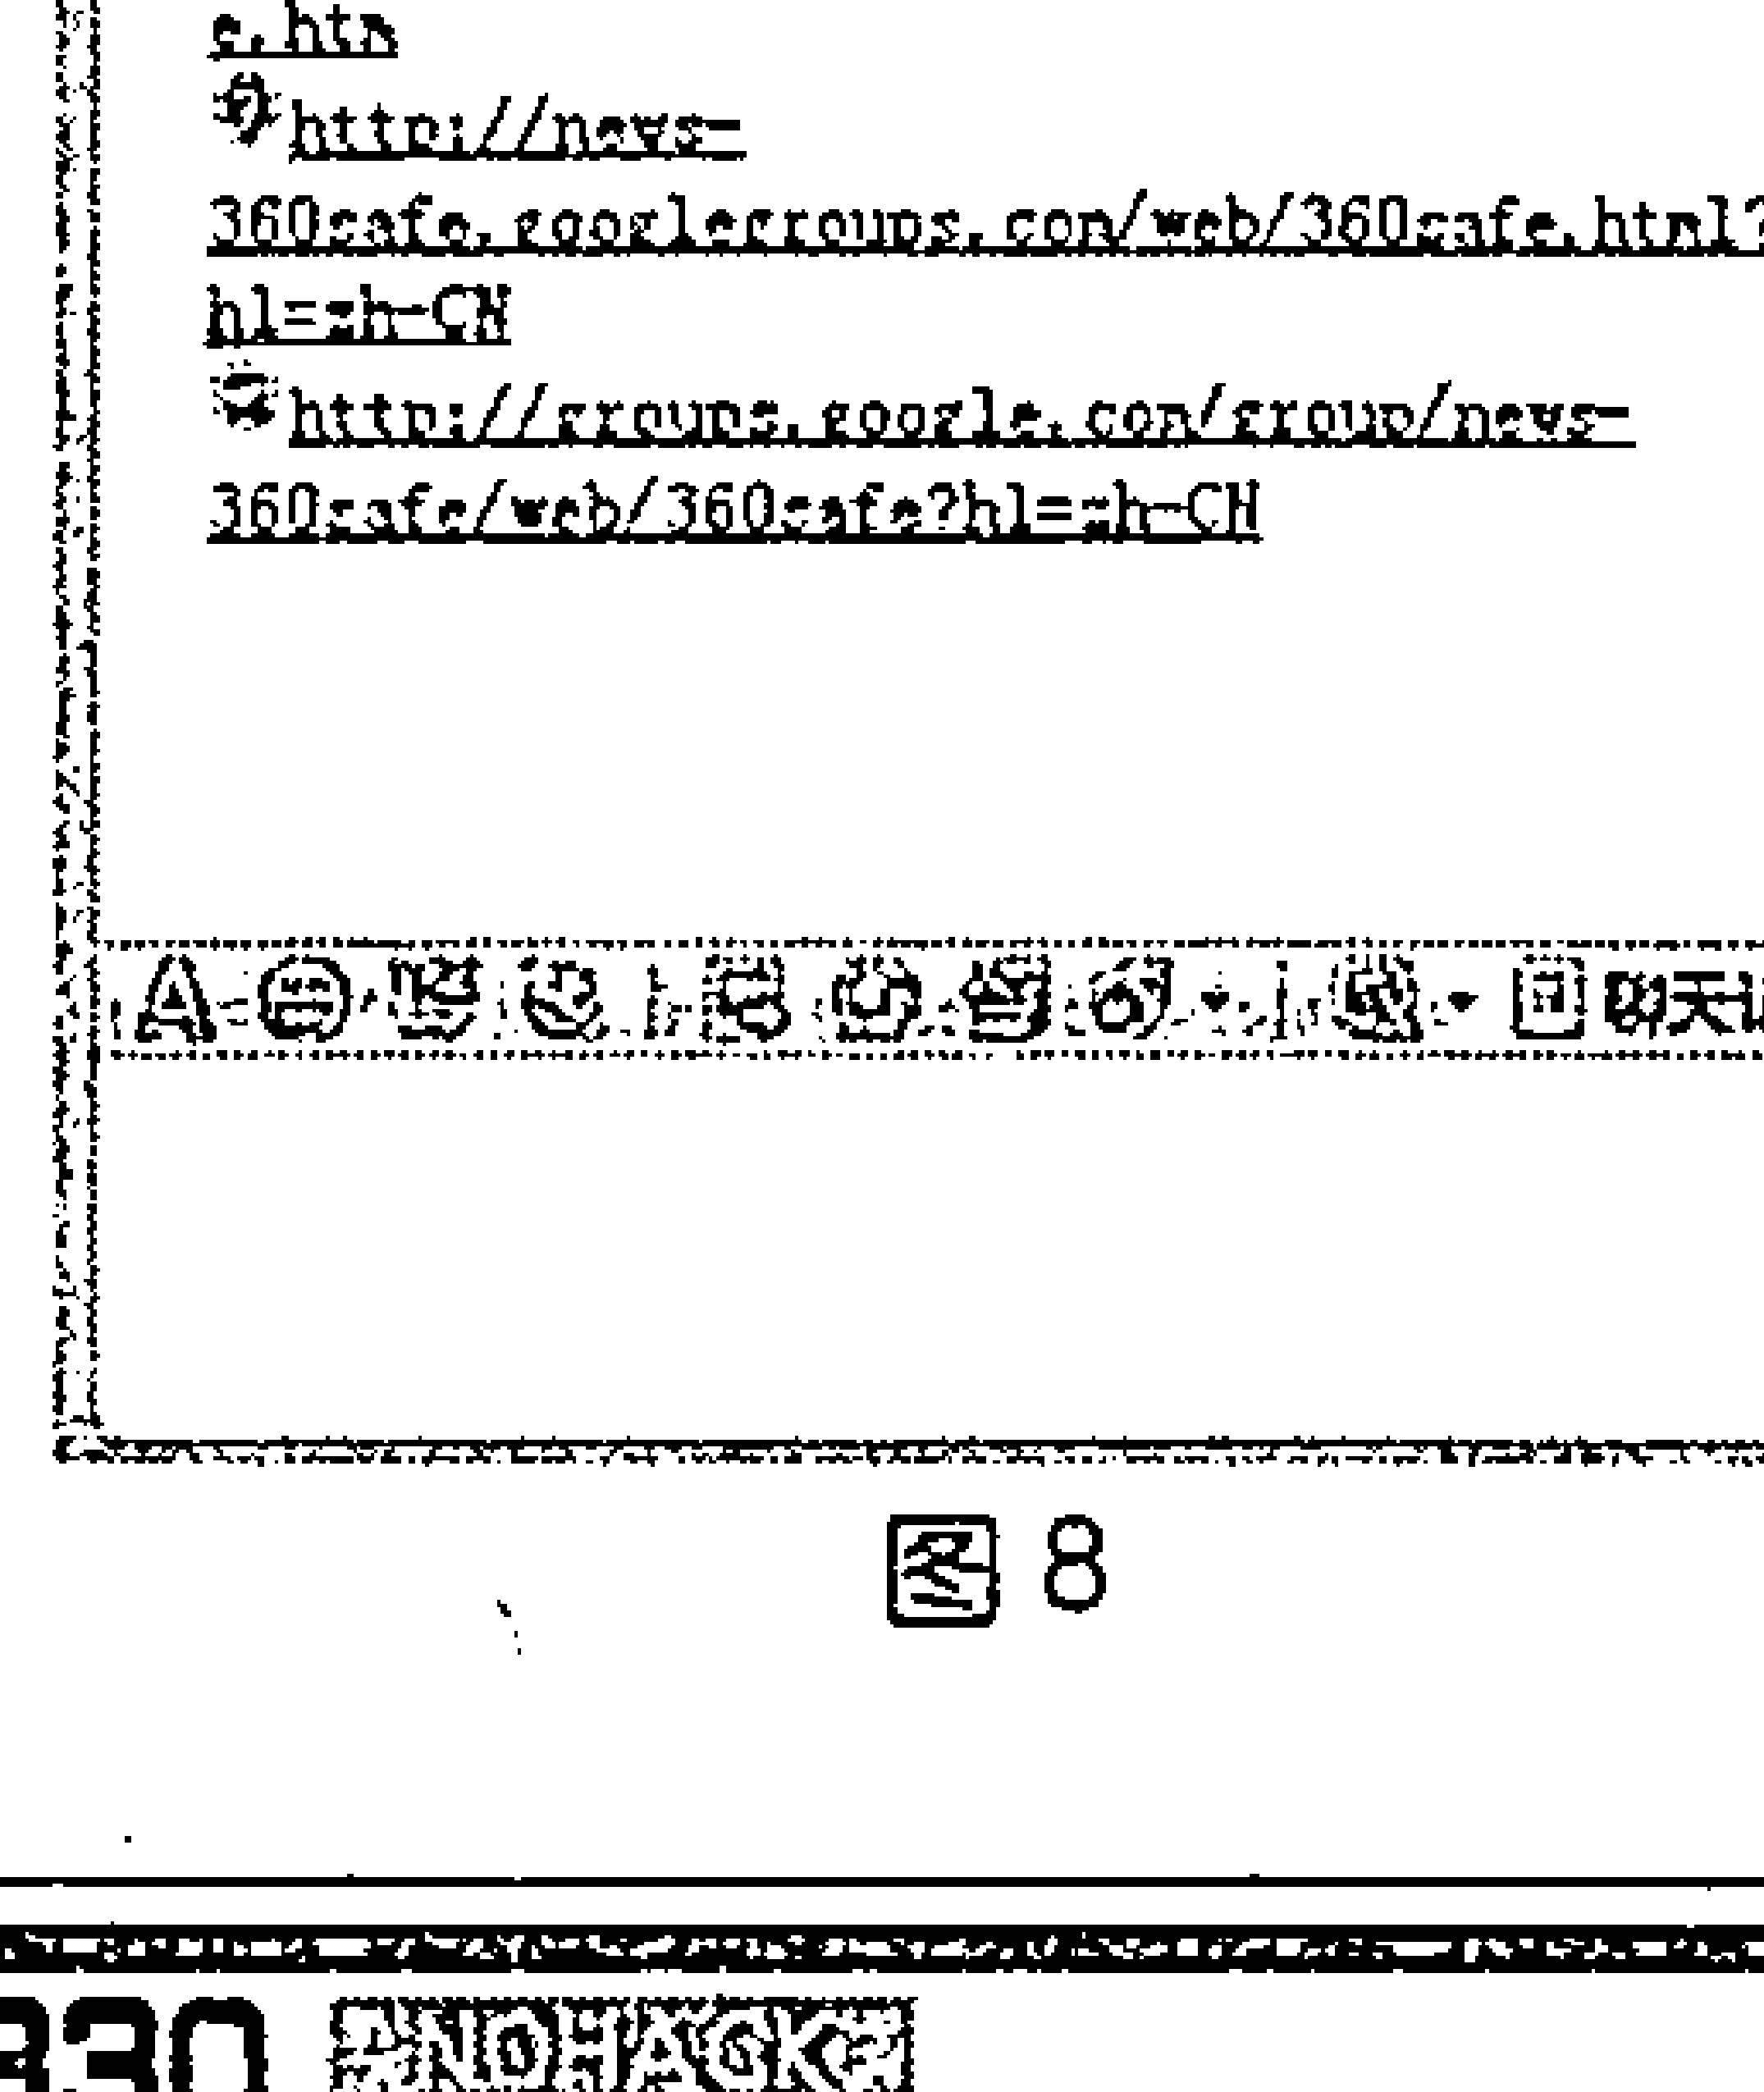 e.htm
http://news-
360safe.googlegroups.com/web/360safe.html?
hl=zh-CN
http://groups.google.com/group/news-
360safe/web/360safe?hl=zh-CN
A
图 8
NOHACK